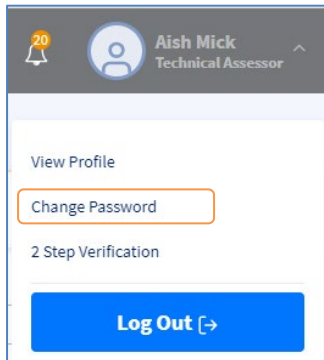 20
Aish Mick
Technical Assessor
View Profile
Change Password
2 Step Verification
Log Out